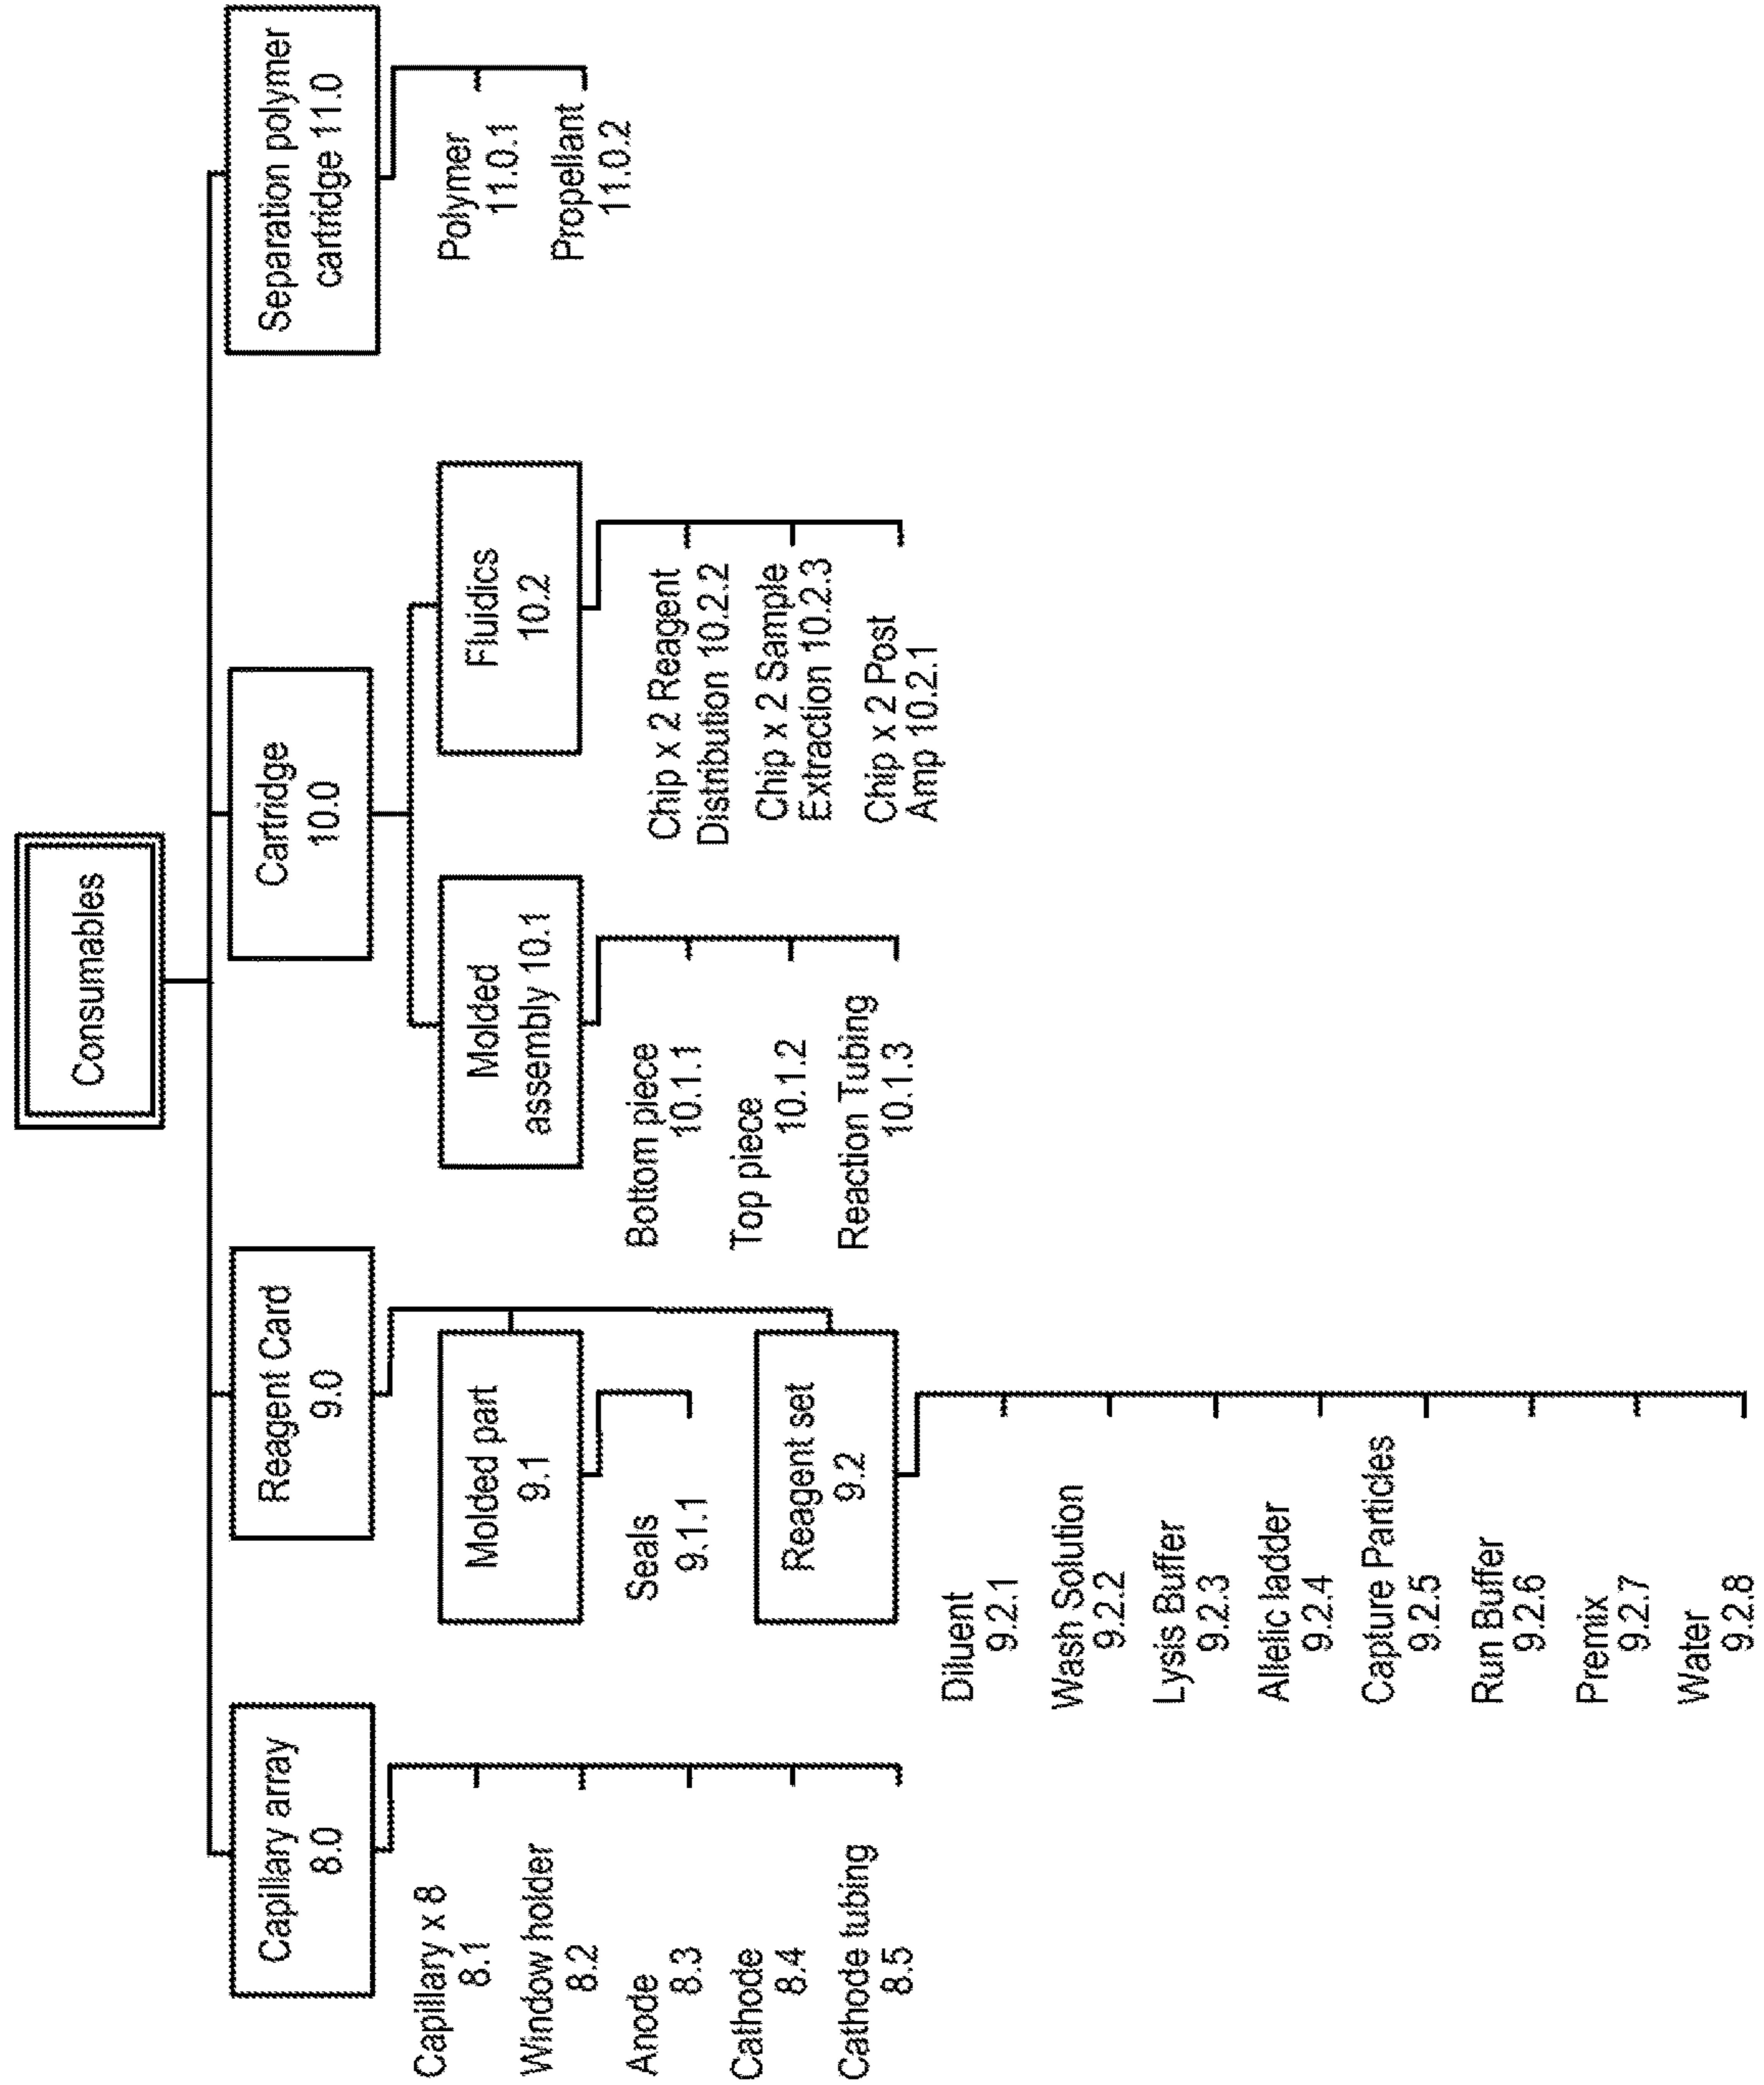 Consumables
Capillary array
8.0
Capillary x 8
8.1
Window holder
8.2
Anode
8.3
Cathode
8.4
Cathode tubing
8.5
Reagent Card
9.0
Molded part
9.1
Seals
9.1.1
Reagent set
9.2
Diluent
9.2.1
Wash Solution
9.2.2
Lysis Buffer
9.2.3
Allelic ladder
9.2.4
Capture Particles
9.2.5
Run Buffer
9.2.6
Premix
9.2.7
Water
9.2.8
Cartridge
10.0
Molded
assembly 10.1
Bottom piece
10.1.1
Top piece
10.1.2
Reaction Tubing
10.1.3
Fluidics
10.2
Chip x 2 Reagent
Distribution 10.2.2
Chip x 2 Sample
Extraction 10.2.3
Chip x 2 Post
Amp 10.2.1
Separation polymer
cartridge 11.0
Polymer
11.0.1
Propellant
11.0.2